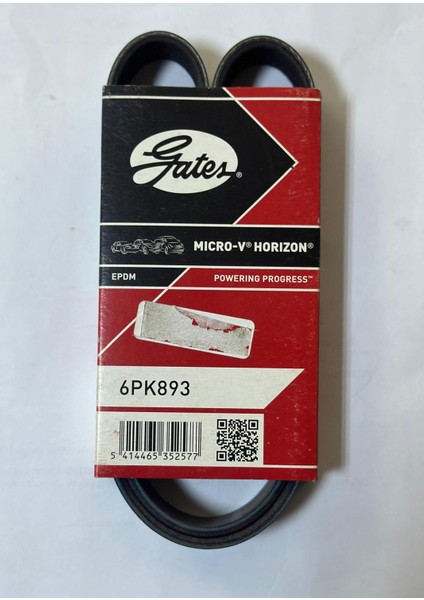 Gates®
MICRO-V® HORIZON®
EPDM
POWERING PROGRESS™
6PK893
5 414465 352577